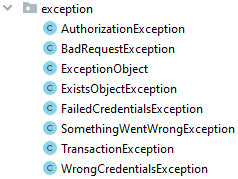 exception
AuthorizationException
BadRequestException
ExceptionObject
ExistsObjectException
FailedCredentialsException
SomethingWentWrongException
TransactionException
WrongCredentialsException